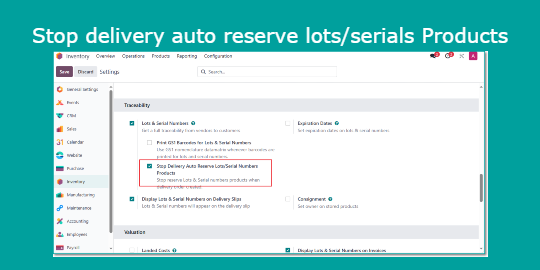 Stop delivery auto reserve lots/serials Products
Inventory Overview Operations Products Reporting Configuration
Save Discard Settings
Search...
General Settings
Events
CRM
Sales
Calendar
Website
Purchase
Inventory
Manufacturing
Maintenance
Accounting
Employees
Payroll
Traceability
Lots & Serial Numbers ?
Get a full traceability from vendors to customers
Expiration Dates ?
Set expiration dates on lots & serial numbers
Print GS1 Barcodes for Lots & Serial Numbers
Use GS1 nomenclature datamatrix whenever barcodes are
printed for lots and serial numbers.
Stop Delivery Auto Reserve Lots/Serial Numbers
Products
Stop reserve Lots & Serial numbers products when
delivery order created
Display Lots & Serial Numbers on Delivery Slips
Lots & Serial numbers will appear on the delivery slip
Consignment ?
Set owner on stored products
Valuation
Landed Costs ?
Display Lots & Serial Numbers on Invoices